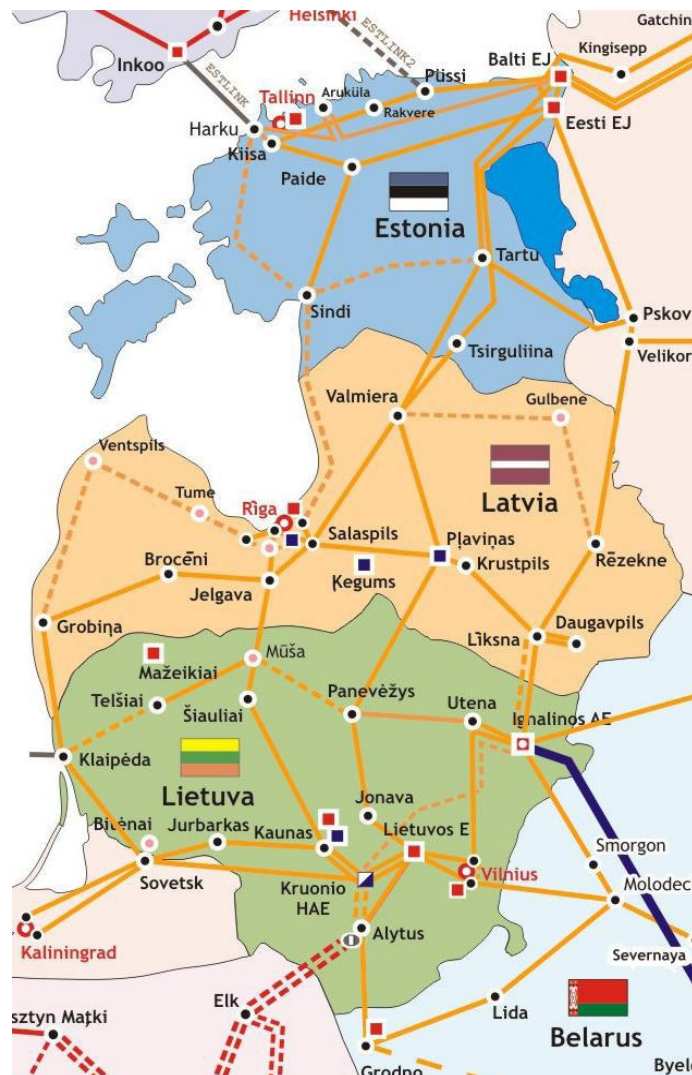 Helsinki
Gatchin
Kingisepp
Balti EJ
Inkoo
ESTLINK
ESTLINK2
Püssi
Tallinn
Aruküla
Rakvere
Eesti EJ
Harku
Kiisa
Paide
Estonia
Tartu
Sindi
Pskov
Velikor
Tsirguliina
Valmiera
Gulbene
Ventspils
Latvia
Tume
Rīga
Salaspils
Pļaviņas
Krustpils
Rēzekne
Brocēni
Jelgava
Ķegums
Grobiņa
Līksna
Daugavpils
Mūša
Mažeikiai
Telšiai
Šiauliai
Panevėžys
Utena
Ignalinos AE
Klaipėda
Lietuva
Jonava
Bitėnai
Jurbarkas
Kaunas
Lietuvos E
Smorgon
Sovetsk
Kruonio
HAE
Vilnius
Molodec
Alytus
Kaliningrad
Severnaya
Elk
Lida
sztyn Mątki
Belarus
Grodno
Byel